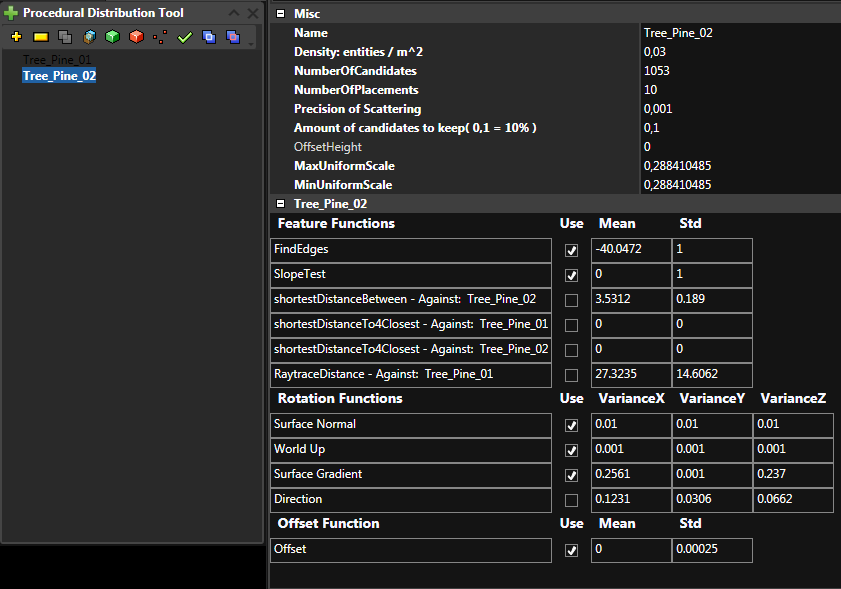 Procedural Distribution Tool
Tree_Pine_01
Tree_Pine_02
Misc
Name Tree_Pine_02
Density: entities / m^2 0,03
NumberOfCandidates 1053
NumberOfPlacements 10
Precision of Scattering 0,001
Amount of candidates to keep( 0,1 = 10% ) 0,1
OffsetHeight 0
MaxUniformScale 0,288410485
MinUniformScale 0,288410485
Tree_Pine_02
Feature Functions Use Mean Std
FindEdges -40.0472 1
SlopeTest 0 1
shortestDistanceBetween - Against: Tree_Pine_02 3.5312 0.189
shortestDistanceTo4Closest - Against: Tree_Pine_01 0 0
shortestDistanceTo4Closest - Against: Tree_Pine_02 0 0
RaytraceDistance - Against: Tree_Pine_01 27.3235 14.6062
Rotation Functions Use VarianceX VarianceY VarianceZ
Surface Normal 0.01 0.01 0.01
World Up 0.001 0.001 0.001
Surface Gradient 0.2561 0.001 0.237
Direction 0.1231 0.0306 0.0662
Offset Function Use Mean Std
Offset 0 0.00025